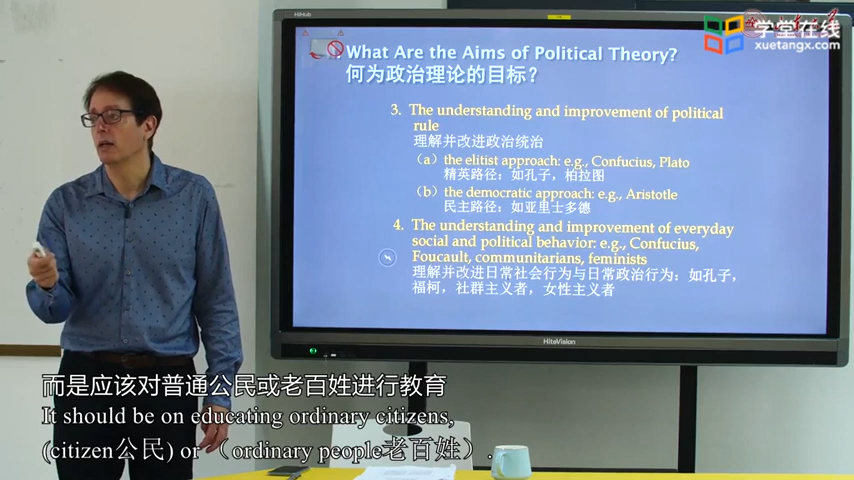 HiHub
学堂在线
xuetangx.com
What Are the Aims of Political Theory?
何为政治理论的目标？
3. The understanding and improvement of political
rule
理解并改进政治统治
（a）the elitist approach: e.g., Confucius, Plato
精英路径：如孔子，柏拉图
（b）the democratic approach: e.g., Aristotle
民主路径：如亚里士多德
4. The understanding and improvement of everyday
social and political behavior: e.g., Confucius,
Foucault, communitarians, feminists
理解并改进日常社会行为与日常政治行为：如孔子，
福柯，社群主义者，女性主义者
HiteVision
而是应该对普通公民或老百姓进行教育
It should be on educating ordinary citizens,
(citizen公民) or （ordinary people老百姓）.